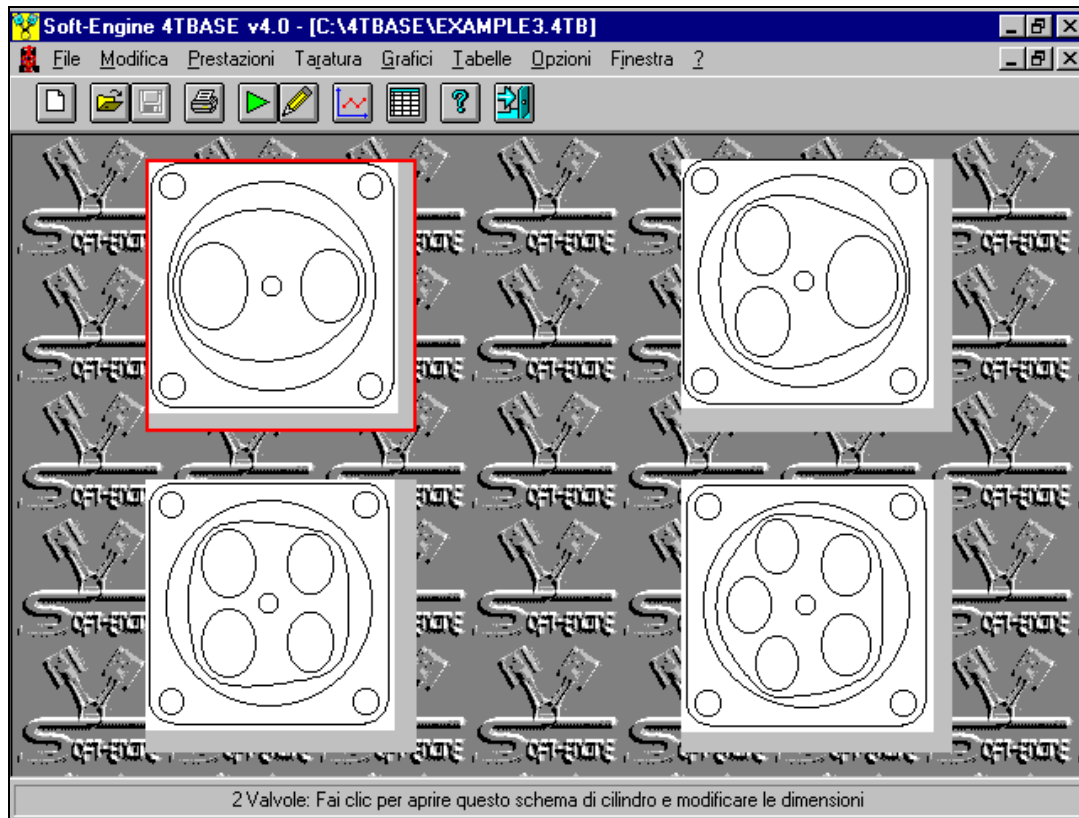 Soft-Engine 4TBASE v4.0 - [C:\4TBASE\EXAMPLE3.4TB]
File Modifica Prestazioni Taratura Grafici Tabelle Opzioni Finestra ?
2 Valvole: Fai clic per aprire questo schema di cilindro e modificare le dimensioni